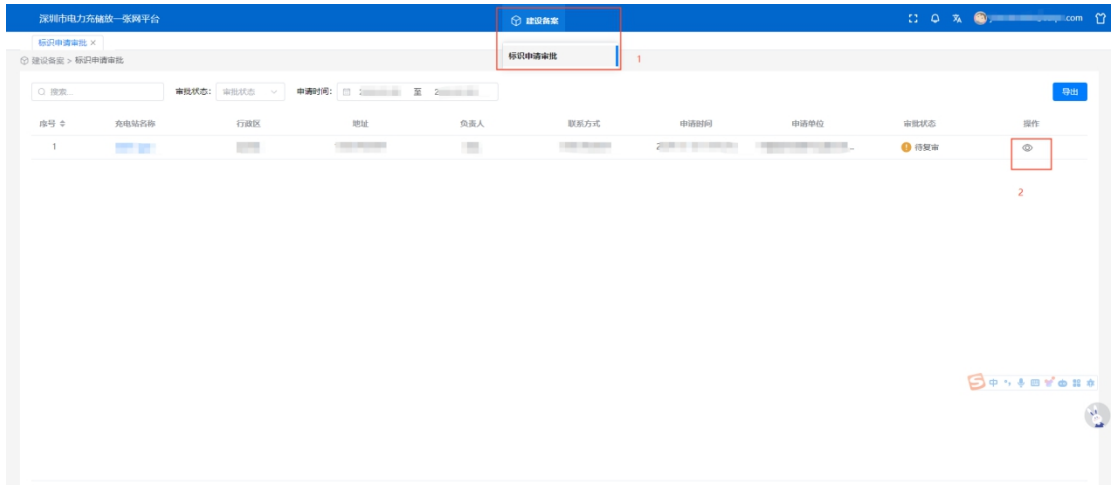 深圳市电力充储放一张网平台
建设备案
.com
标识申请审批 ×
标识申请审批
1
建设备案 > 标识申请审批
搜索...
审批状态: 审批状态
申请时间: 至
导出
序号 充电站名称 行政区 地址 负责人 联系方式 申请时间 申请单位 审批状态 操作
1 待复审
2
中